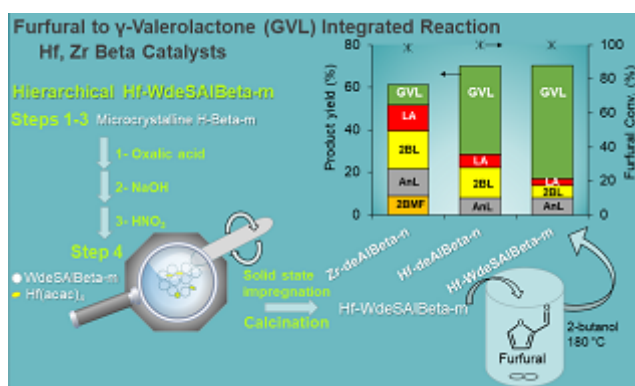 Furfural to γ-Valerolactone (GVL) Integrated Reaction
Hf, Zr Beta Catalysts
Hierarchical Hf-WdeSAlBeta-m
Steps 1-3 Microcrystalline H-Beta-m
1- Oxalic acid
2- NaOH
3- HNO₃
Step 4
WdeSAlBeta-m
Hf(acac)₄
Solid state
impregnation
Calcination
Hf-WdeSAlBeta-m
Furfural
2-butanol
180 °C
Product yield (%)
80
60
40
20
0
GVL
LA
2BL
AnL
2BMF
GVL
LA
2BL
AnL
GVL
LA
2BL
AnL
100
80
60
40
20
0
Furfural Conv. (%)
Zr-deAlBeta-n
Hf-deAlBeta-n
Hf-WdeSAlBeta-m